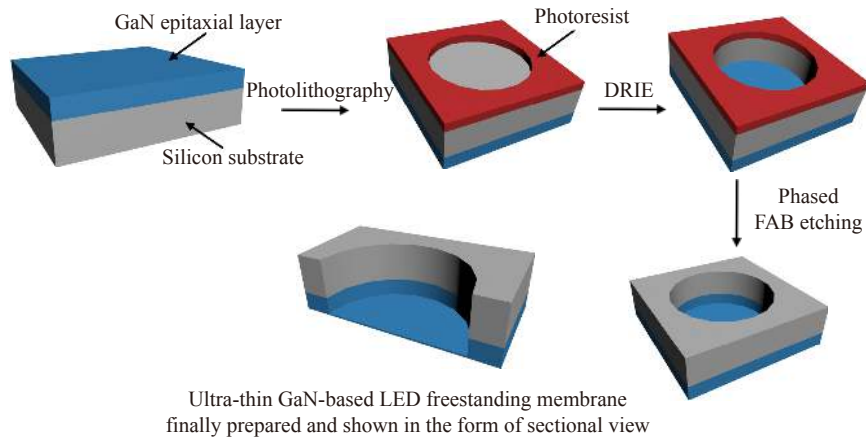 GaN epitaxial layer
Photoresist
Photolithography
DRIE
Silicon substrate
Phased
FAB etching
Ultra-thin GaN-based LED freestanding membrane
finally prepared and shown in the form of sectional view